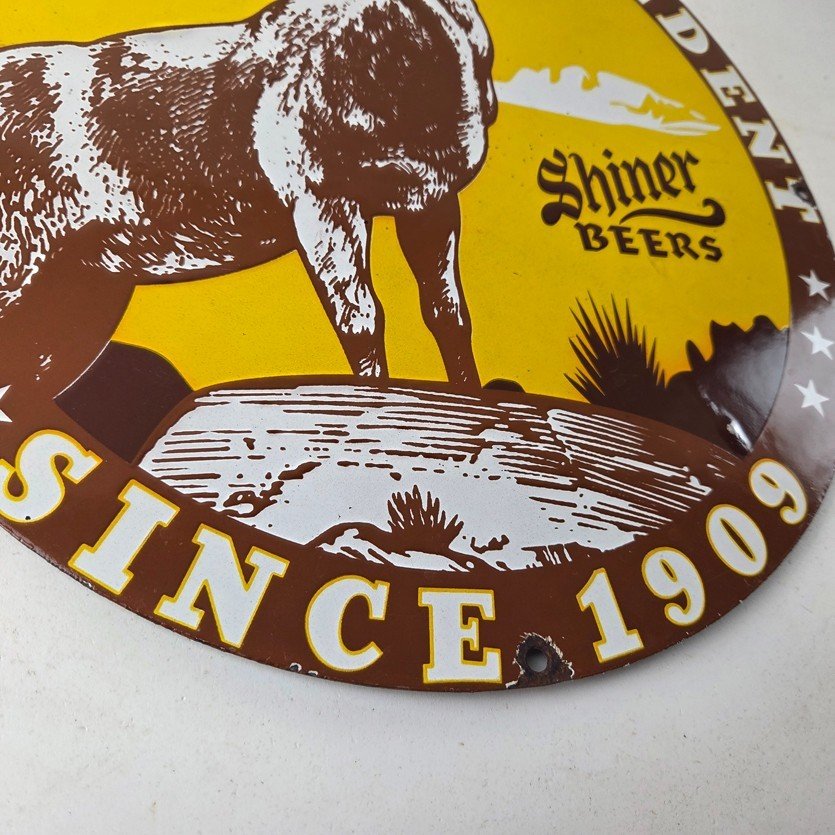 DENT
Shiner
BEERS
SINCE 1909